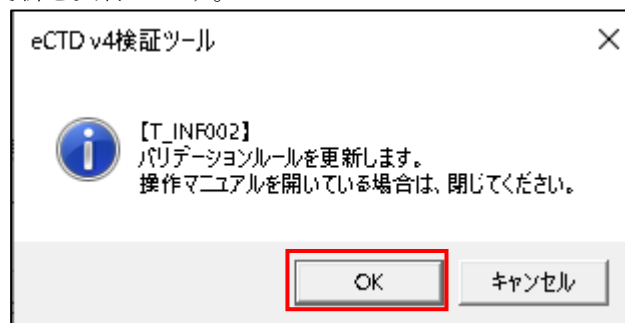 eCTD v4検証ツール
【T_INF002】
バリデーションルールを更新します。
操作マニュアルを開いている場合は、閉じてください。
OK
キャンセル